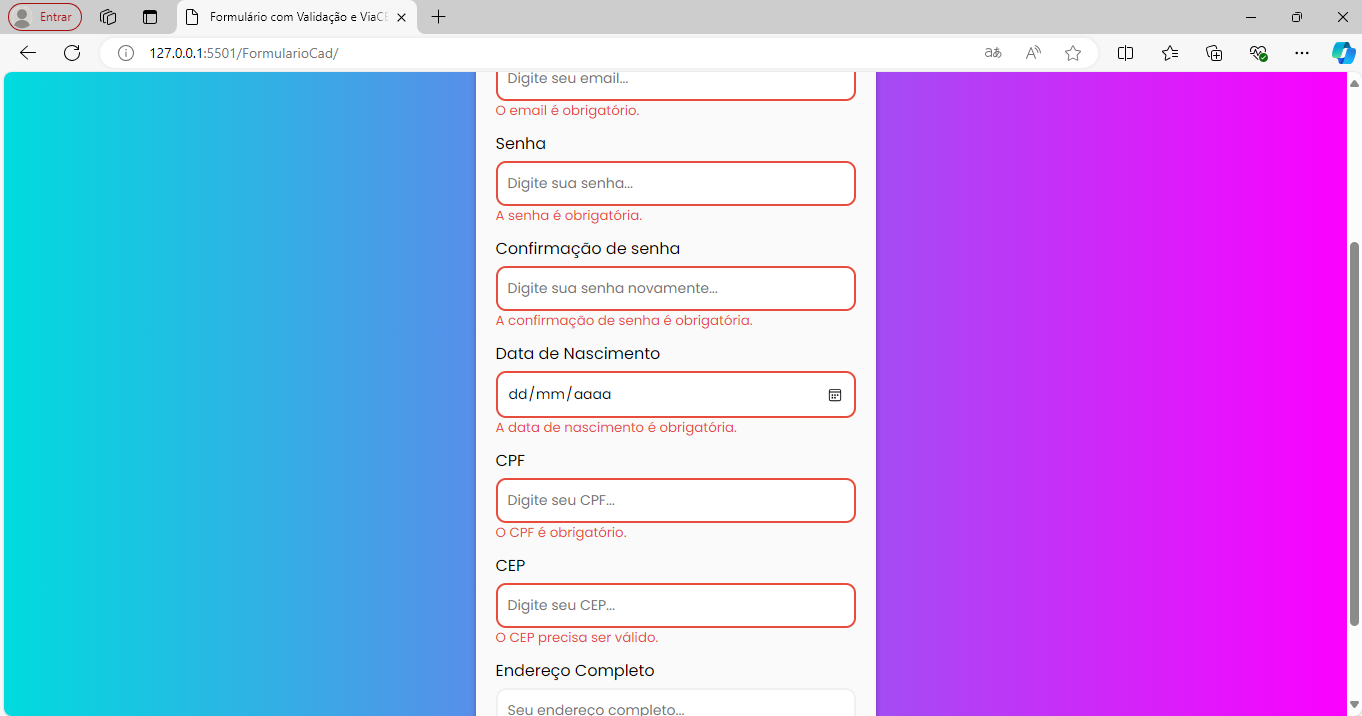 Entrar
Formulário com Validação e ViaCE
127.0.0.1:5501/FormularioCad/
aあ
A
Digite seu email...
O email é obrigatório.
Senha
Digite sua senha...
A senha é obrigatória.
Confirmação de senha
Digite sua senha novamente...
A confirmação de senha é obrigatória.
Data de Nascimento
dd/mm/aaaa
A data de nascimento é obrigatória.
CPF
Digite seu CPF...
O CPF é obrigatório.
CEP
Digite seu CEP...
O CEP precisa ser válido.
Endereço Completo
Seu endereço completo...